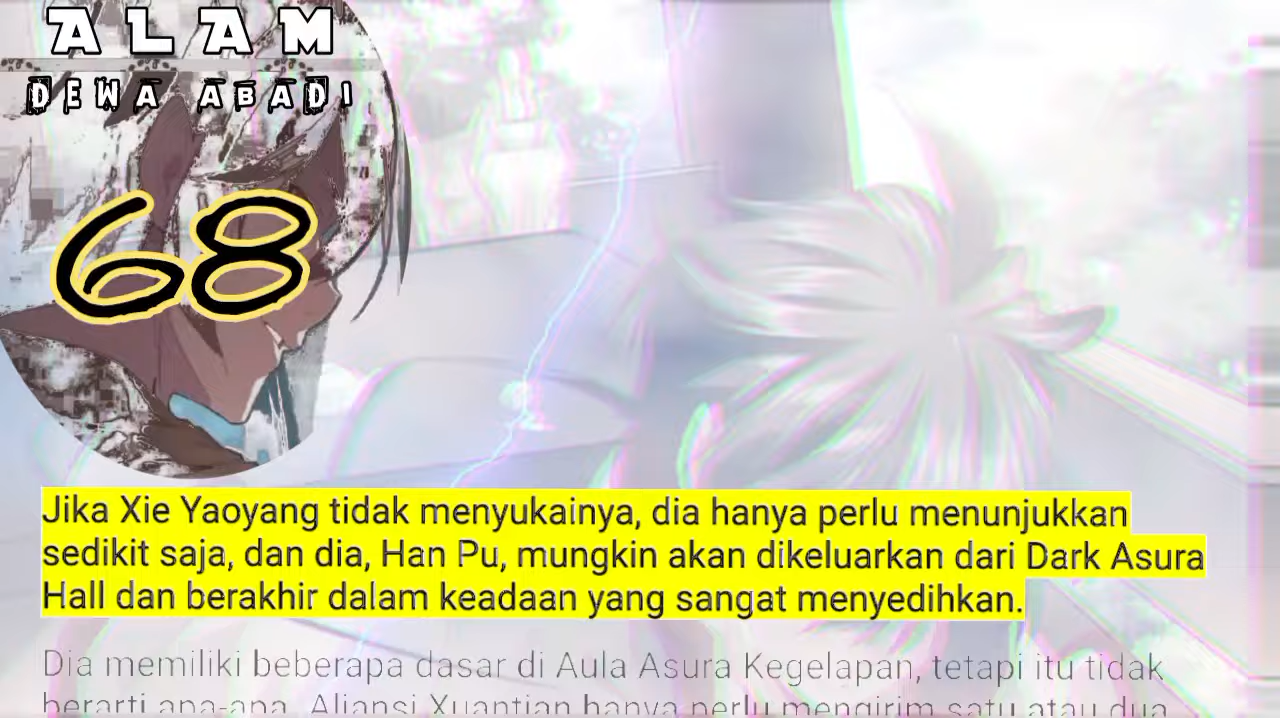 ALAM
DEWA ABADI
68
Jika Xie Yaoyang tidak menyukainya, dia hanya perlu menunjukkan
sedikit saja, dan dia, Han Pu, mungkin akan dikeluarkan dari Dark Asura
Hall dan berakhir dalam keadaan yang sangat menyedihkan.
Dia memiliki beberapa dasar di Aula Asura Kegelapan, tetapi itu tidak
berarti apa-apa. Aliansi Xuantian hanya perlu mengirim satu atau dua